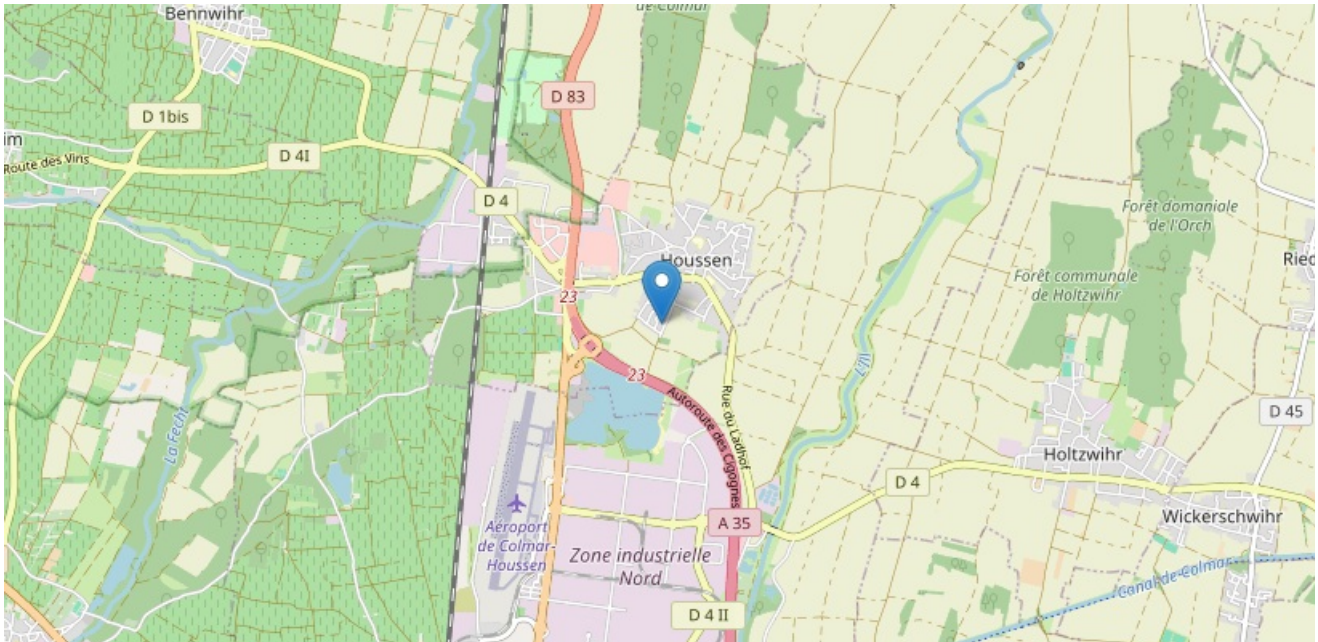 de Colmar
Bennwihr
D 83
D 1bis
im
Route des Vins
D 4I
D 4
Forêt domaniale
de l'Orch
Houssen
Ried
Forêt communale
de Holtzwihr
23
L'Ill
23
Autoroute des Cigognes
Rue du Ladhof
D 45
La Fecht
Holtzwihr
D 4
Aéroport
de Colmar-
Houssen
A 35
Wickerschwihr
Zone industrielle
Nord
Canal de Colmar
D 4 II